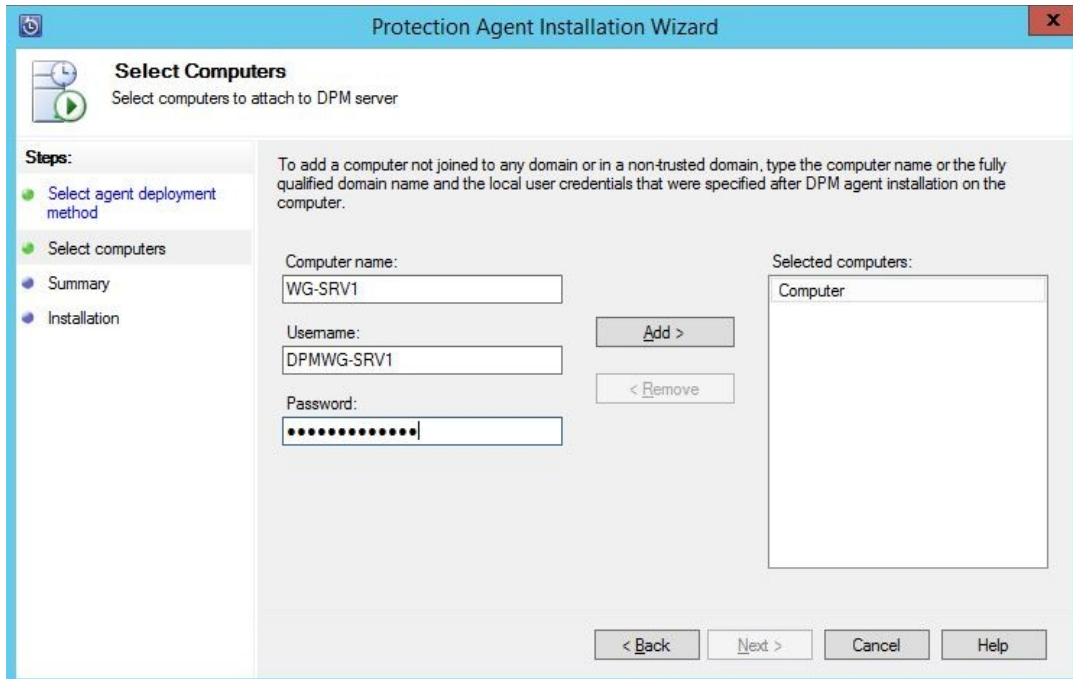 Protection Agent Installation Wizard
x
Select Computers
Select computers to attach to DPM server
Steps:
Select agent deployment
method
Select computers
Summary
Installation
To add a computer not joined to any domain or in a non-trusted domain, type the computer name or the fully
qualified domain name and the local user credentials that were specified after DPM agent installation on the
computer.
Computer name:
WG-SRV1
Username:
DPMWG-SRV1
Password:
•••••••••••••
Add >
< Remove
Selected computers:
Computer
< Back
Next >
Cancel
Help